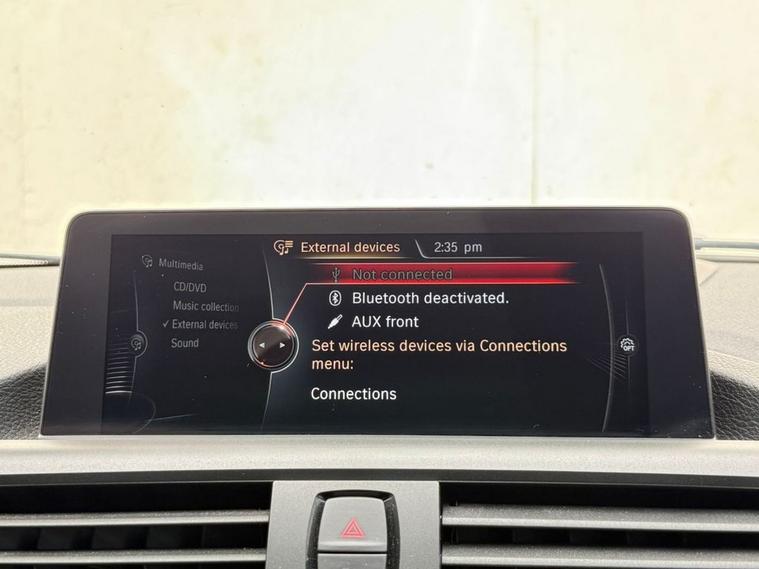 External devices
2:35 pm
Multimedia
CD/DVD
Music collection
External devices
Sound
Not connected
Bluetooth deactivated.
AUX front
Set wireless devices via Connections
menu:
Connections
OPT